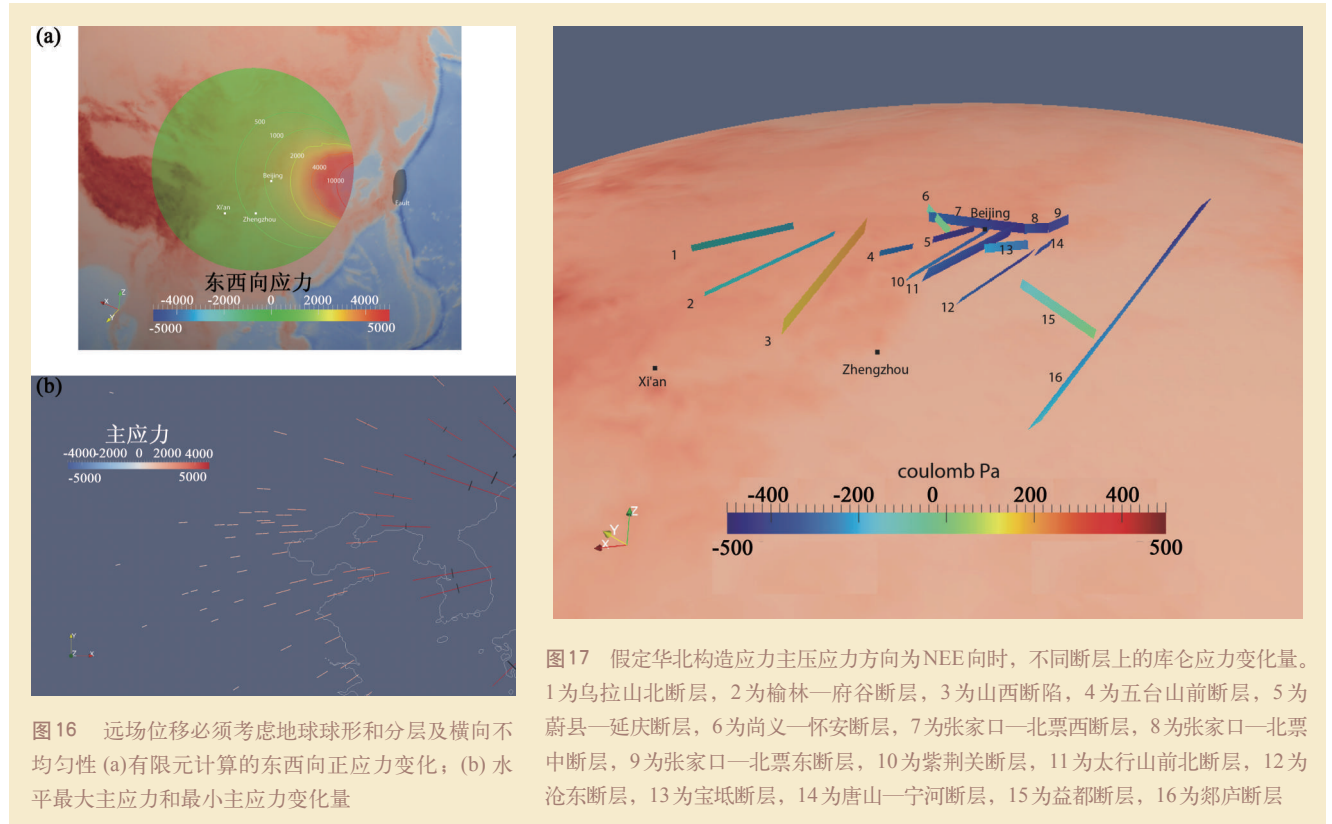 (a)
500
1000
2000
4000
10000
Beijing
Xi'an
Zhengzhou
Fault
东西向应力
-4000 -2000 0 2000 4000
-5000 5000
X Z Y
(b)
主应力
-4000 -2000 0 2000 4000
-5000 5000
Y
Z X
图16 远场位移必须考虑地球球形和分层及横向不
均匀性 (a)有限元计算的东西向正应力变化；(b) 水
平最大主应力和最小主应力变化量
6
7 Beijing 8 9
1
5
4
13
14
2
10
11
12
3
15
16
Xi'an
Zhengzhou
coulomb Pa
-400 -200 0 200 400
-500 500
Z
Y
X
图17 假定华北构造应力主压应力方向为NEE向时，不同断层上的库仑应力变化量。
1为乌拉山北断层，2为榆林—府谷断层，3为山西断陷，4为五台山前断层，5为
蔚县—延庆断层，6为尚义—怀安断层，7为张家口—北票西断层，8为张家口—北票
中断层，9为张家口—北票东断层，10为紫荆关断层，11为太行山前北断层，12为
沧东断层，13为宝坻断层，14为唐山—宁河断层，15为益都断层，16为郯庐断层